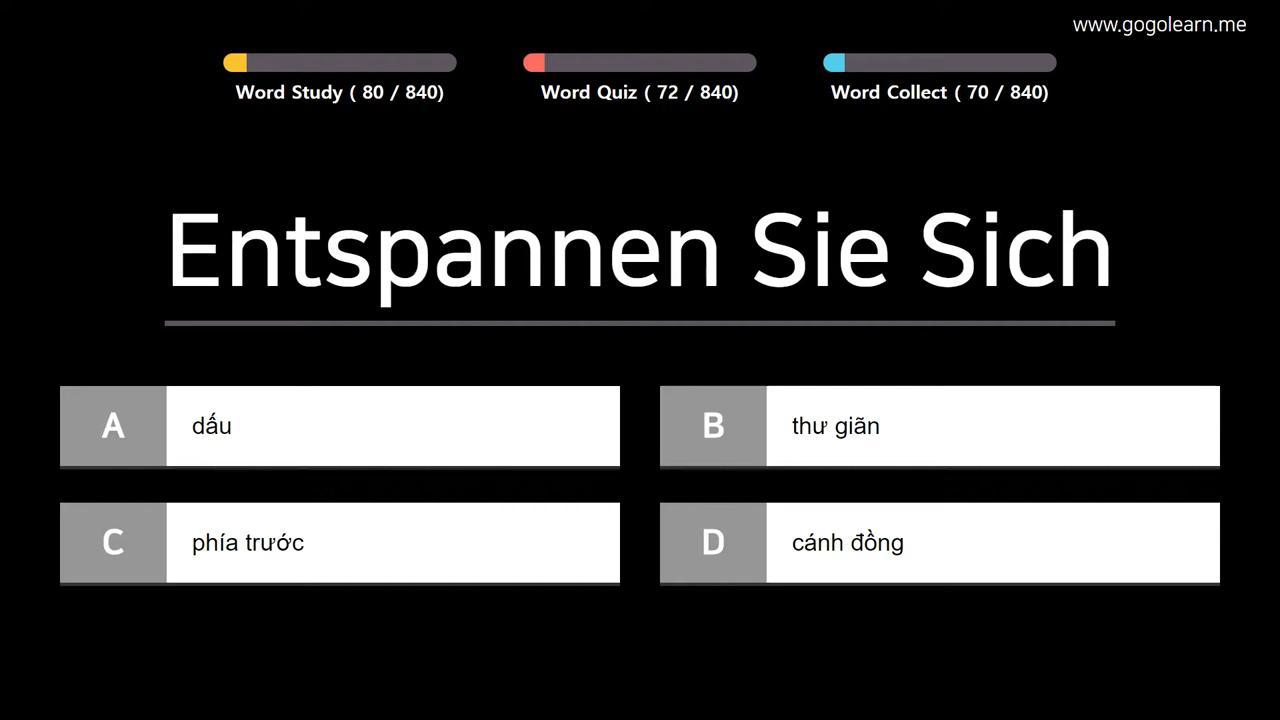 www.gogolearn.me
Word Study ( 80 / 840)
Word Quiz ( 72 / 840)
Word Collect ( 70 / 840)
Entspannen Sie Sich
A dấu
B thư giãn
C phía trước
D cánh đồng